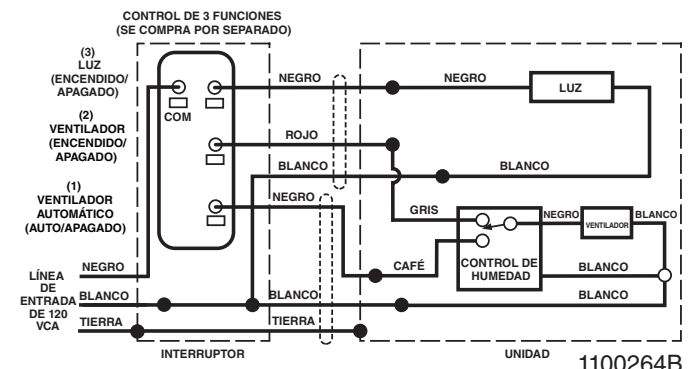 CONTROL DE 3 FUNCIONES
(SE COMPRA POR SEPARADO)
(3)
LUZ
(ENCENDIDO/
APAGADO)
(2)
VENTILADOR
(ENCENDIDO/
APAGADO)
(1)
VENTILADOR
AUTOMÁTICO
(AUTO/APAGADO)
COM
NEGRO
NEGRO
LUZ
ROJO
BLANCO
BLANCO
NEGRO
GRIS
NEGRO
VENTILADOR
BLANCO
CAFÉ
CONTROL DE
HUMEDAD
BLANCO
LÍNEA
DE
ENTRADA
DE 120
VCA
NEGRO
BLANCO
BLANCO
BLANCO
TIERRA
TIERRA
INTERRUPTOR
UNIDAD
1100264B